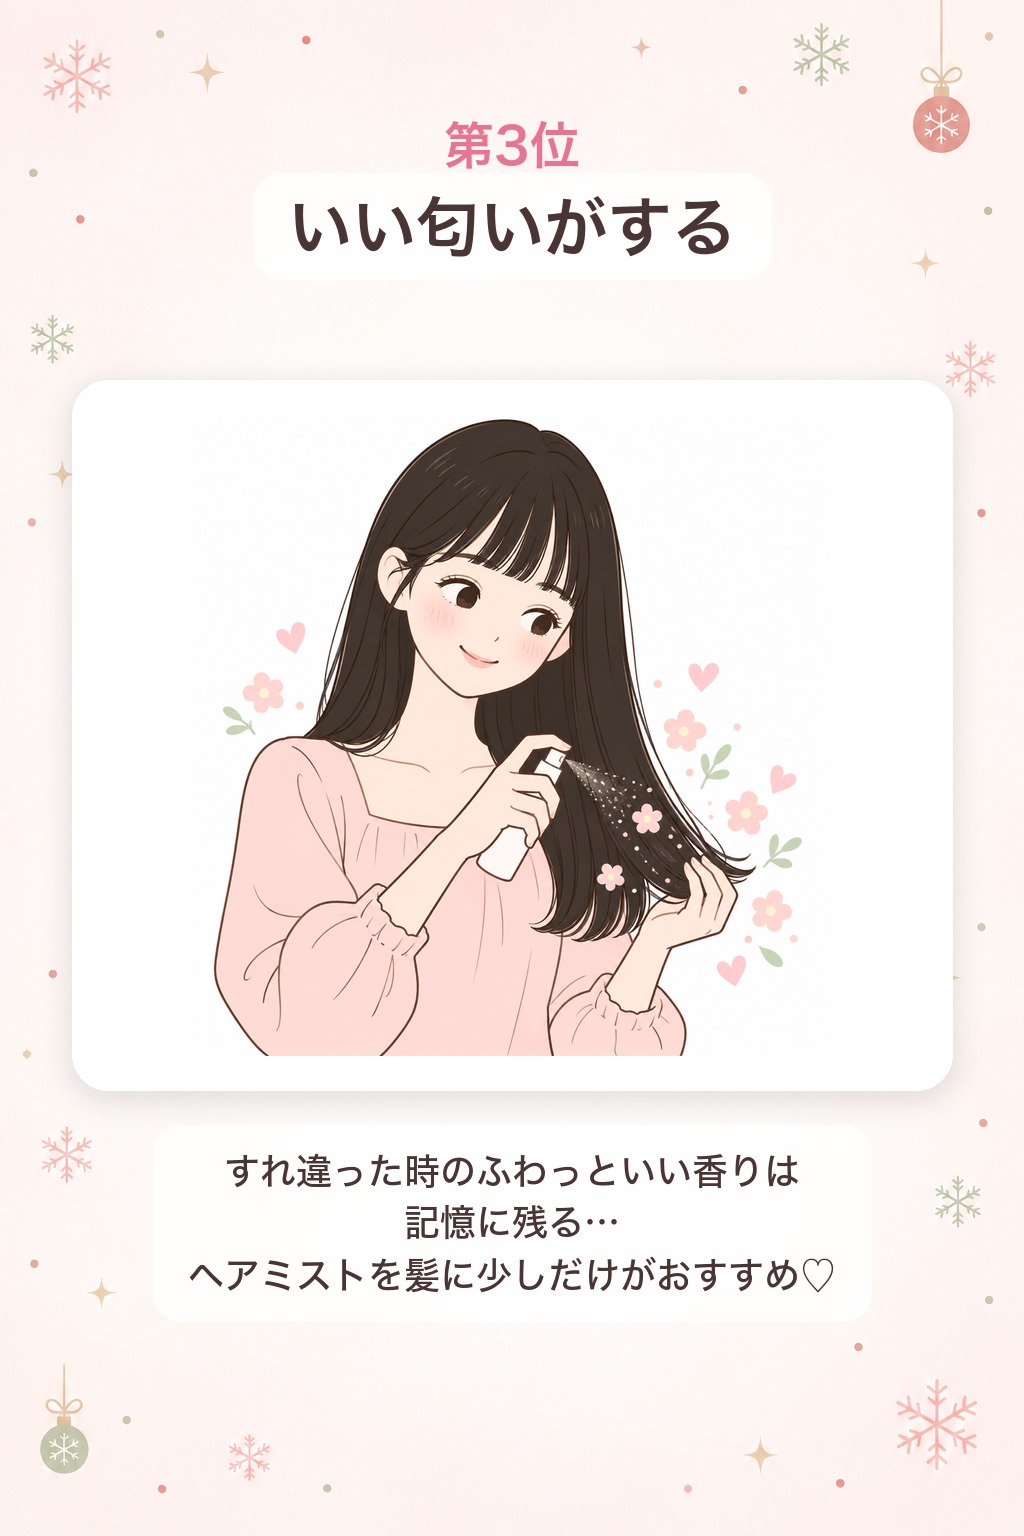 第3位
いい匂いがする
すれ違った時のふわっといい香りは
記憶に残る…
ヘアミストを髪に少しだけがおすすめ♡